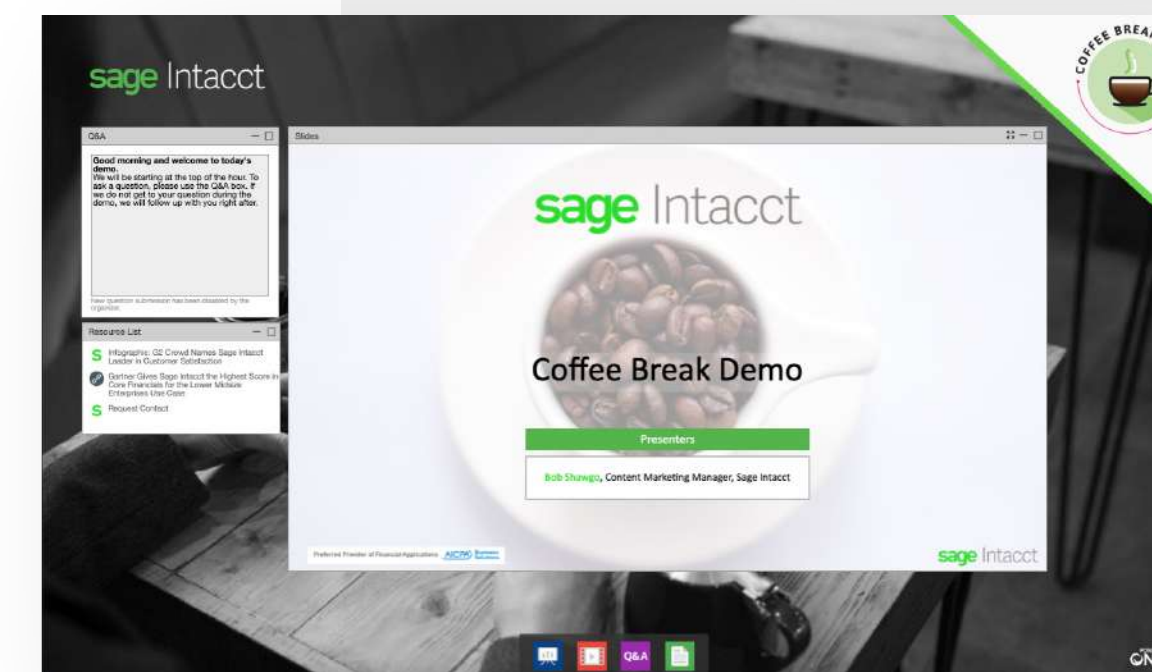 sage Intacct
COFFEE BREAK
Q&A
Good morning and welcome to today's
demo.
We will be starting at the top of the hour. To
ask a question, please use the Q&A box. If
we do not get to your question during the
demo, we will follow up with you right after.
New question submission has been disabled by the
organizer.
Resource List
Infographic: G2 Crowd Names Sage Intacct
Leader in Customer Satisfaction
Gartner Gives Sage Intacct the Highest Score in
Core Financials for the Lower Midsize
Enterprises Use Case
Request Contact
Slides
sage Intacct
Coffee Break Demo
Presenters
Bob Shawgo, Content Marketing Manager, Sage Intacct
Preferred Provider of Financial Applications
AICPA
sage Intacct
Q&A